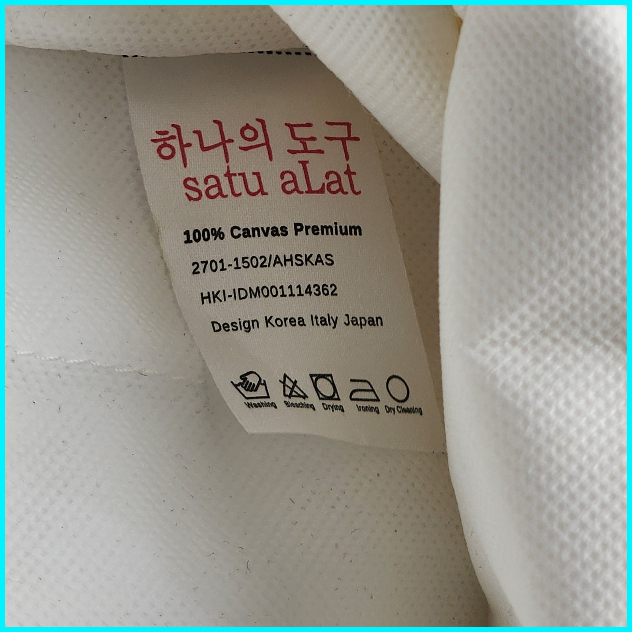 하나의 도구
satu aLat
100% Canvas Premium
2701-1502/AHSKAS
HKI-IDM001114362
Design Korea Italy Japan
Washing Bleaching Drying Ironing Dry Cleaning